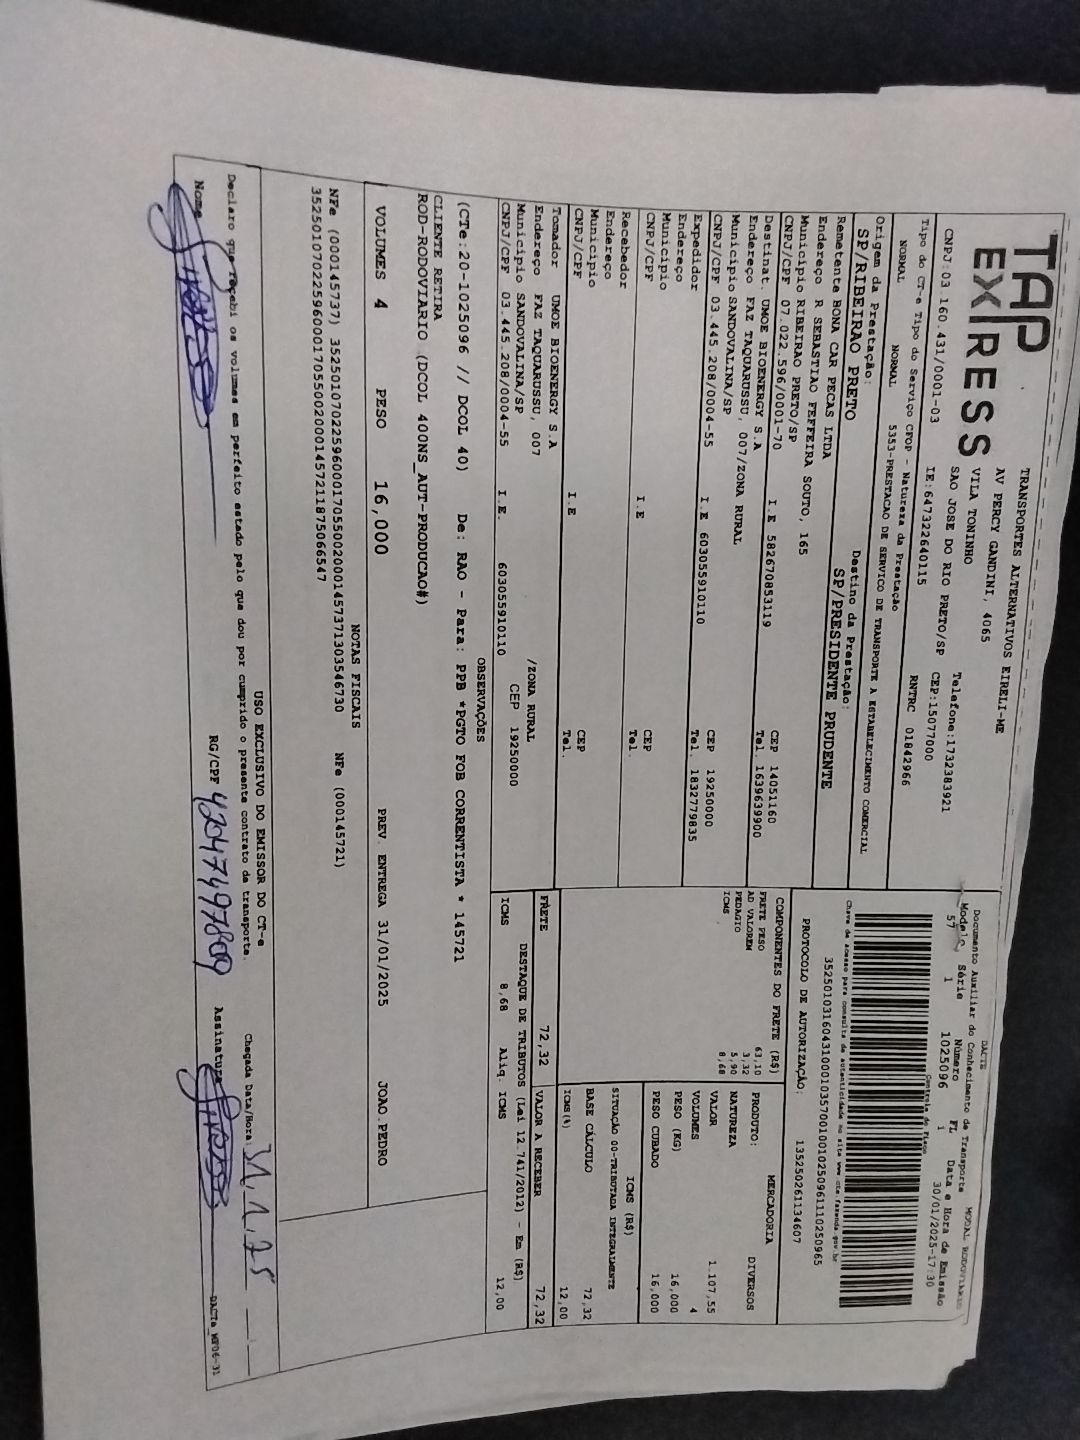 TAP
EXPRESS
TRANSPORTES ALTERNATIVOS EIRELI-ME
AV PERCY GANDINI, 4065
VILA TONINHO
SAO JOSE DO RIO PRETO/SP CEP:15077000
Telefone:1732383921
CNPJ:03.160.431/0001-03 IE:647322640115 RNTRC 01842966
Tipo do CT-e Tipo do Serviço CFOP - Natureza da Prestação
NORMAL NORMAL 5353-PRESTACAO DE SERVICO DE TRANSPORTE A ESTABELECIMENTO COMERCIAL
Origem da Prestação: Destino da Prestação:
SP/RIBEIRAO PRETO SP/PRESIDENTE PRUDENTE
Remetente BONA CAR PECAS LTDA
Endereço R SEBASTIAO FEFFEIRA SOUTO, 165
Município RIBEIRAO PRETO/SP CEP 14051160
CNPJ/CPF 07.022.596/0001-70 I.E 582670853119 Tel. 1639639900
Destinat. UMOE BIOENERGY S.A
Endereço FAZ TAQUARUSSU, 007/ZONA RURAL
Município SANDOVALINA/SP CEP 19250000
CNPJ/CPF 03.445.208/0004-55 I.E 603055910110 Tel. 1832779835
Expedidor
Endereço
Município CEP
CNPJ/CPF I.E Tel.
Recebedor
Endereço
Município CEP
CNPJ/CPF I.E Tel.
Tomador UMOE BIOENERGY S.A
Endereço FAZ TAQUARUSSU, 007 /ZONA RURAL
Município SANDOVALINA/SP CEP 19250000
CNPJ/CPF 03.445.208/0004-55 I.E. 603055910110
DACTE
Documento Auxiliar do Conhecimento de Transporte MODAL RODOVIARIO
Modelo Série Número FL Data e Hora de Emissão
57 1 1025096 1 30/01/2025-17:30
Controle do Fisco
Chave de acesso para consulta de autenticidade no site www.cte.fazenda.gov.br
35250103160431000103570010010250961110250965
PROTOCOLO DE AUTORIZAÇÃO: 135250261134607
COMPONENTES DO FRETE (R$)
FRETE PESO 63,10
AD VALOREM 3,32
PEDAGIO 5,90
ICMS 8,68
MERCADORIA
PRODUTO: DIVERSOS
NATUREZA
VALOR 1.107,55
VOLUMES 4
PESO (KG) 16,000
PESO CUBADO 16,000
ICMS (R$)
SITUAÇÃO 00-TRIBUTADA INTEGRALMENTE
BASE CÁLCULO 72,32
ICMS(%) 12,00
FRETE 72,32 VALOR A RECEBER 72,32
DESTAQUE DE TRIBUTOS (Lei 12.741/2012) - Em (R$)
ICMS 8,68 Aliq. ICMS 12,00
OBSERVAÇÕES
(CTe:20-1025096 // DCOL 40) De: RAO - Para: PPB *PGTO FOB CORRENTISTA * 145721
CLIENTE RETIRA
ROD-RODOVIARIO (DCOL 400NS_AUT-PRODUCAO#)
VOLUMES 4 PESO 16,000 PREV. ENTREGA 31/01/2025 JOAO.PEDRO
NOTAS FISCAIS
NFe (000145737) 35250107022596000170550020001457371303546730 NFe (000145721)
35250107022596000170550020001457211875066547
USO EXCLUSIVO DO EMISSOR DO CT-e
Declaro que recebi os volumes em perfeito estado pelo que dou por cumprido o presente contrato de transporte. Chegada Data/Hora: 31.1.25
Nome RG/CPF 42047497809 Assinatura
DACTe_MF06-31